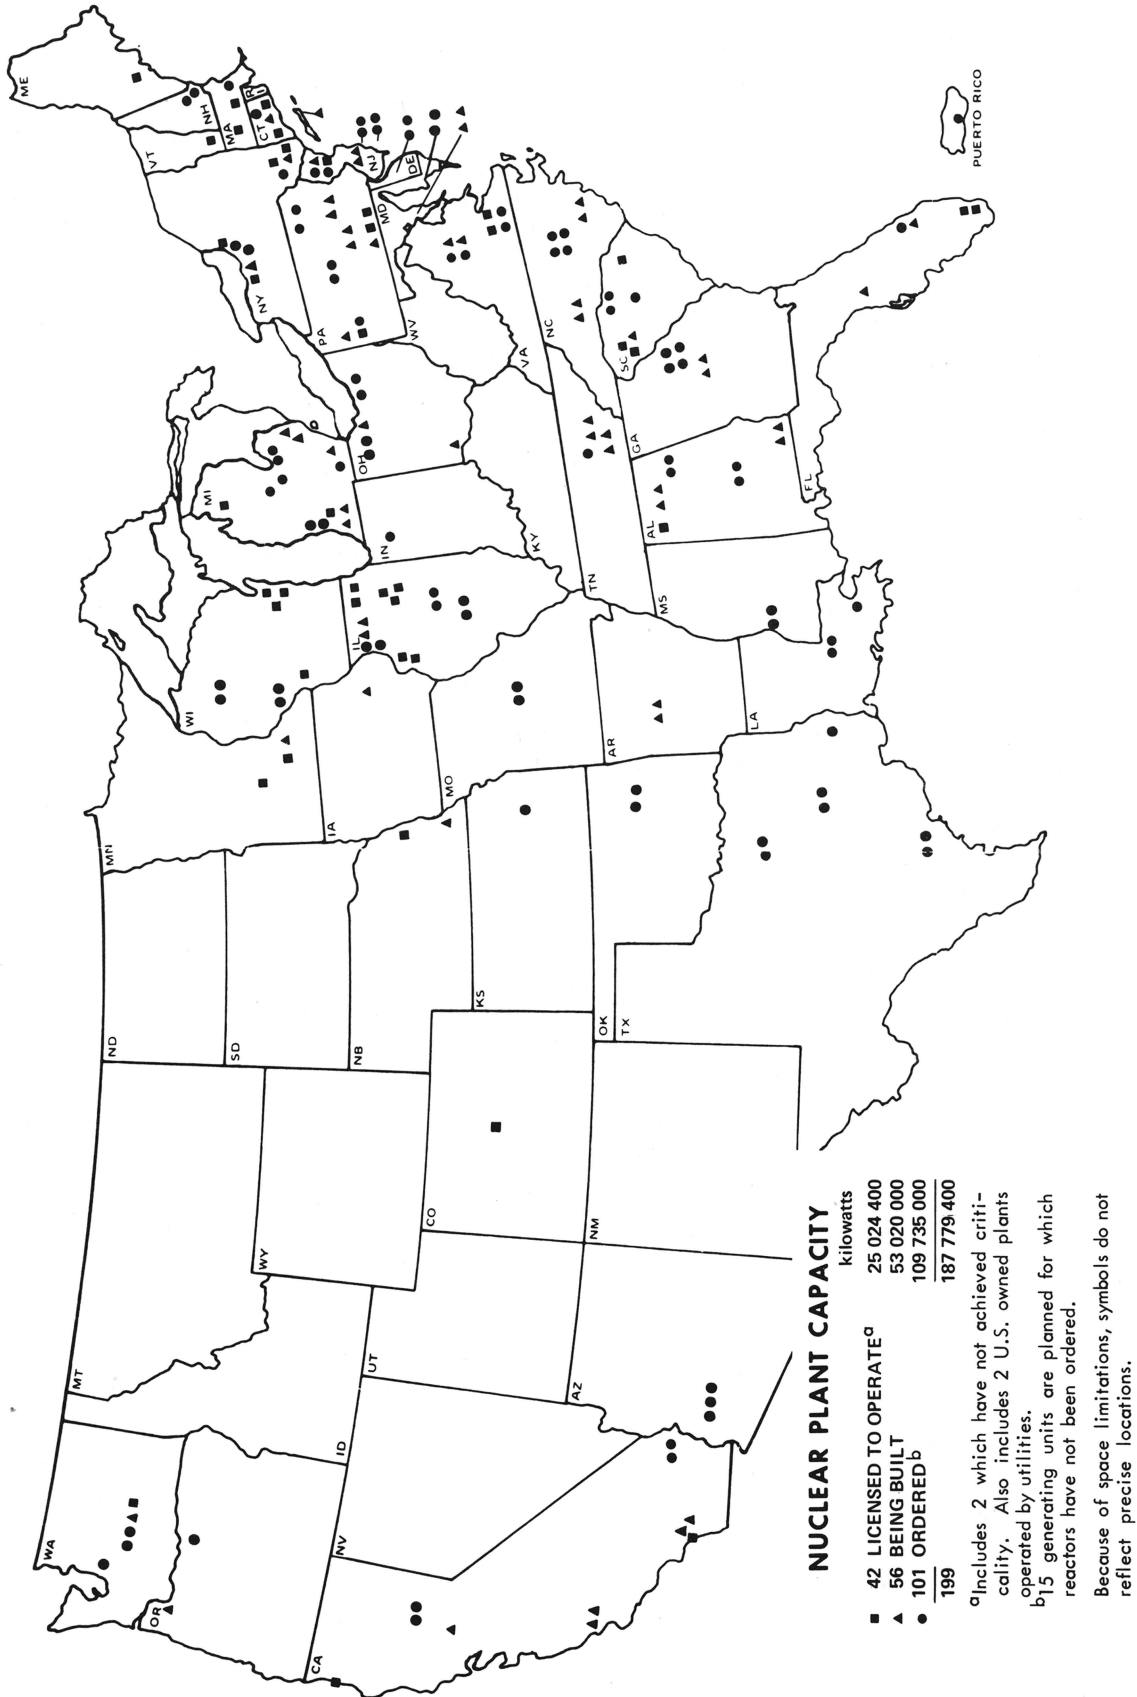 WA
OR
CA
NV
ID
MT
WY
UT
AZ
CO
NM
ND
SD
NB
KS
OK
TX
MN
IA
MO
AR
LA
WI
IL
MS
MI
IN
OH
KY
TN
AL
GA
FL
SC
NC
VA
WV
PA
NY
MD
DE
NJ
VT
NH
MA
CT
RI
ME
PUERTO RICO
NUCLEAR PLANT CAPACITY
kilowatts
■ 42 LICENSED TO OPERATEa 25 024 400
▲ 56 BEING BUILT 53 020 000
● 101 ORDEREDb 109 735 000
199 187 779 400
aIncludes 2 which have not achieved criti-
cality. Also includes 2 U.S. owned plants
operated by utilities.
b15 generating units are planned for which
reactors have not been ordered.
Because of space limitations, symbols do not
reflect precise locations.